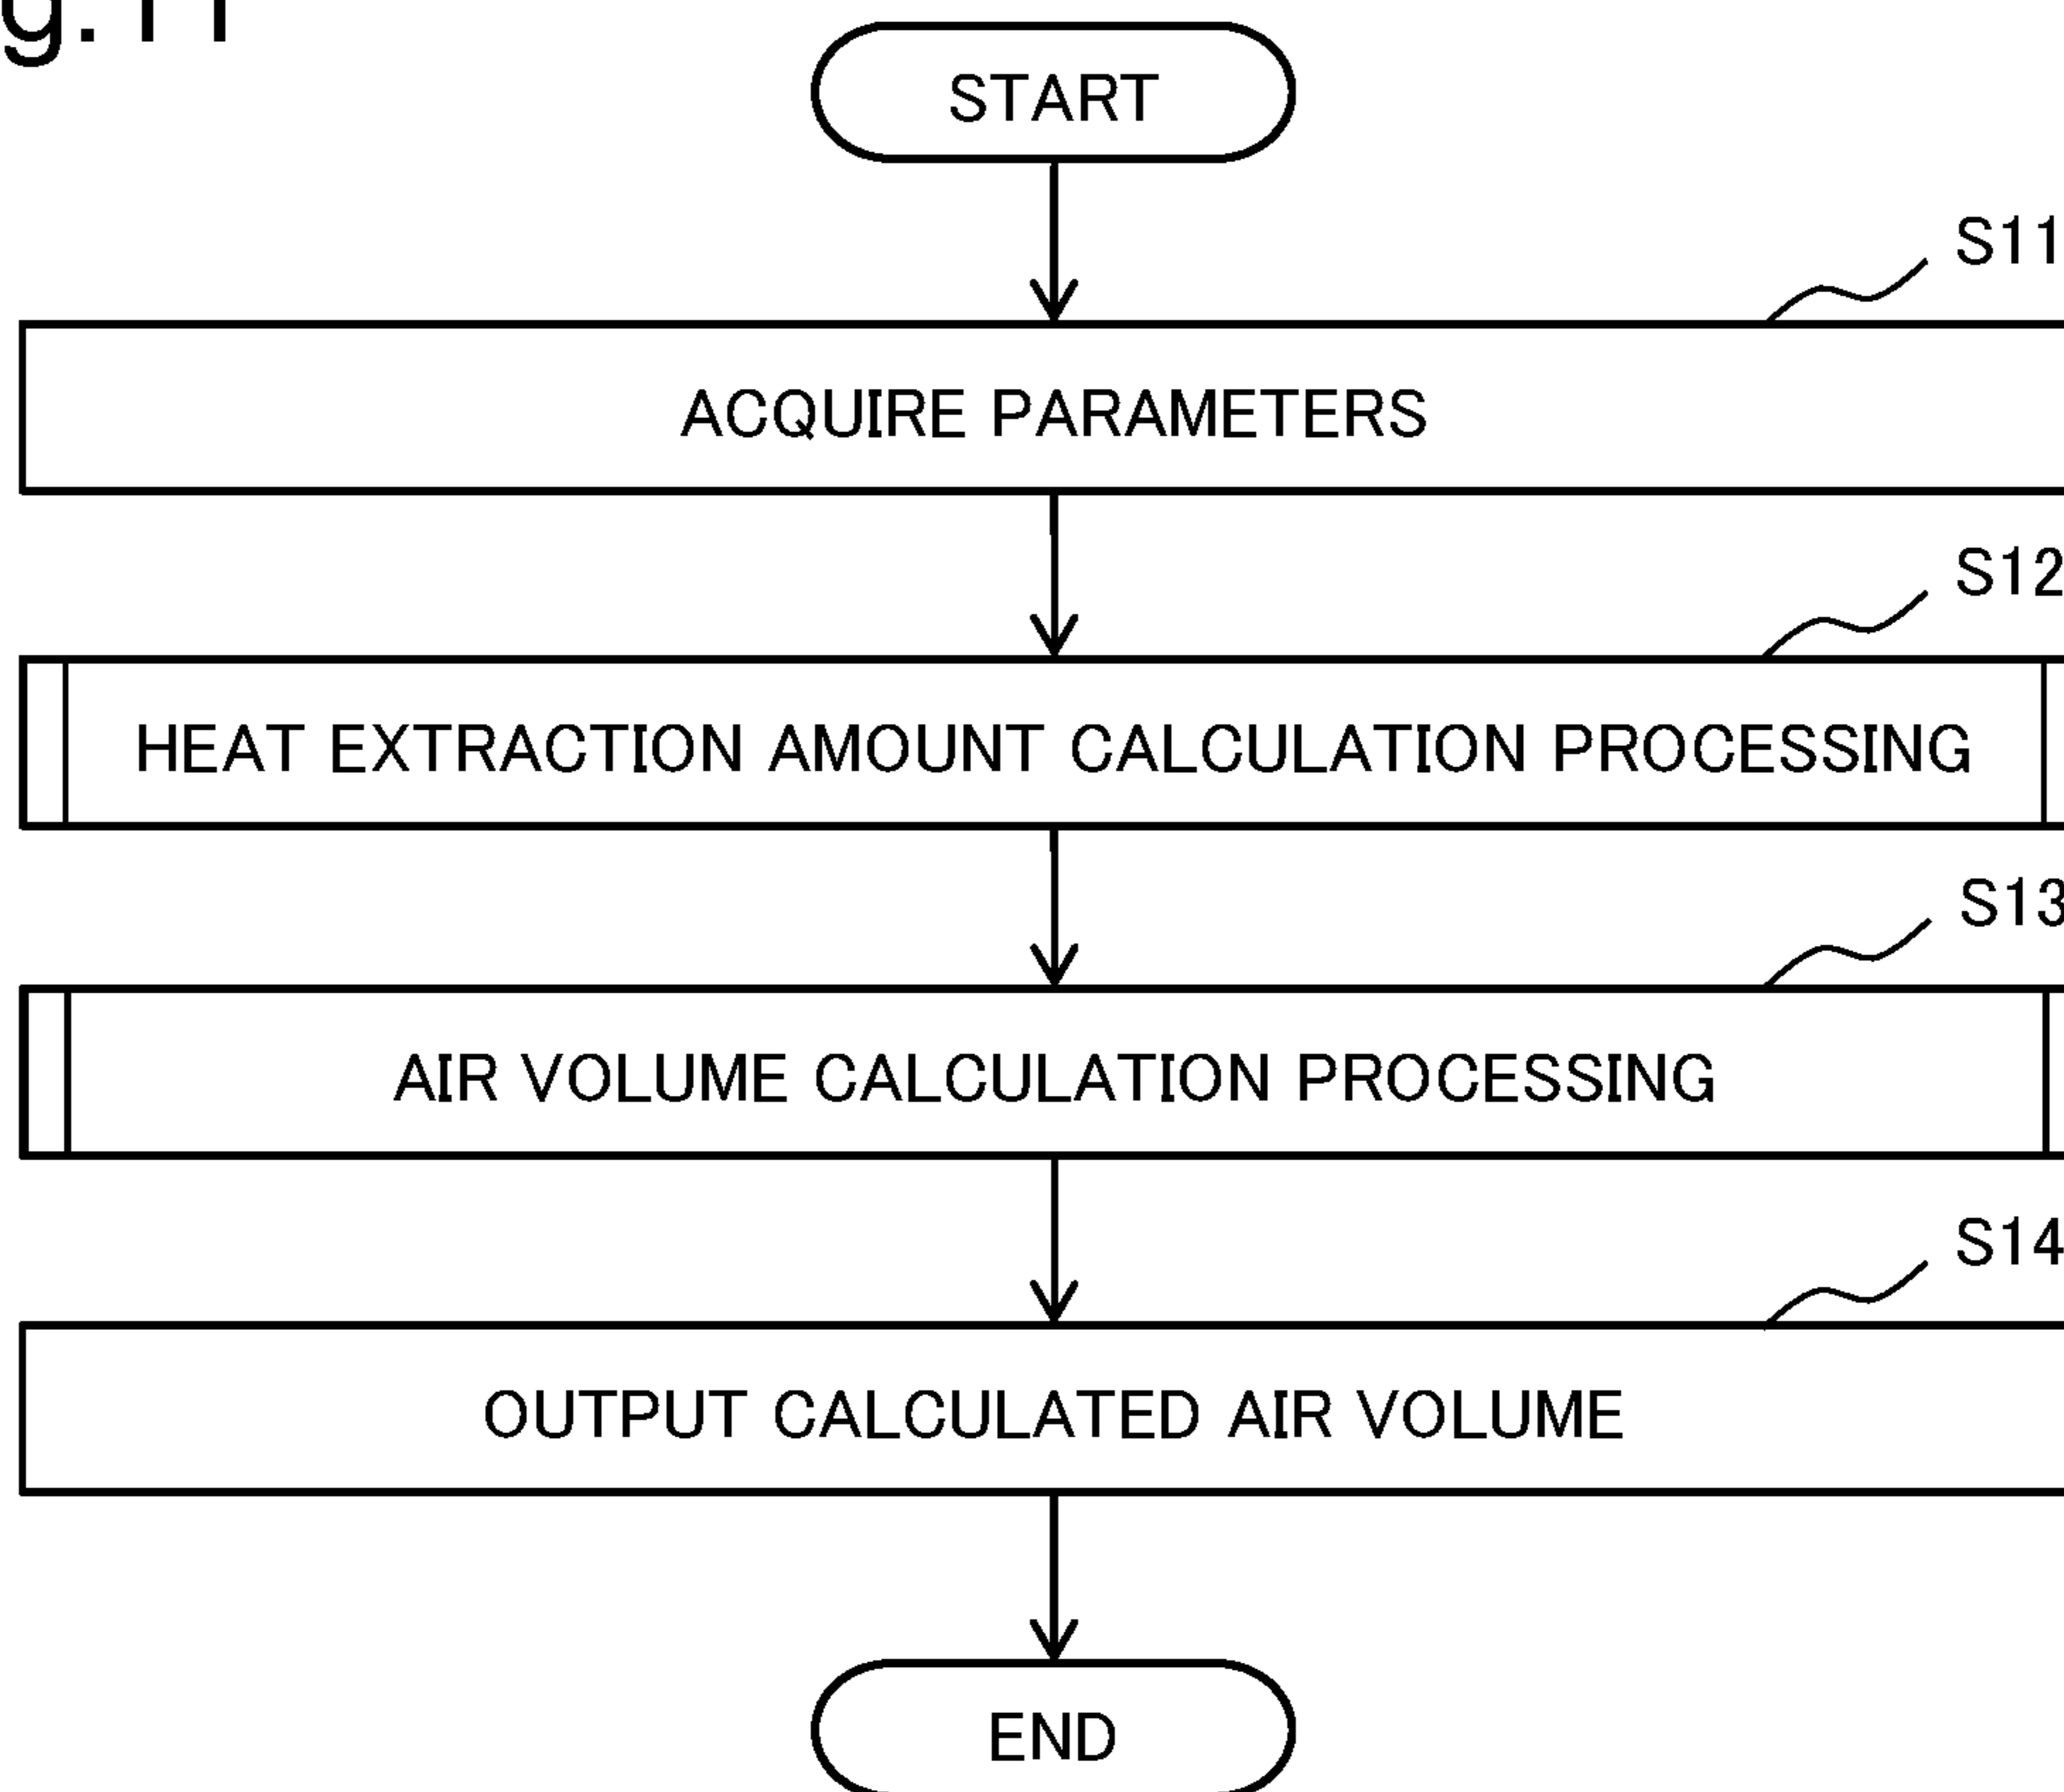 g. 11
START
S11
ACQUIRE PARAMETERS
S12
HEAT EXTRACTION AMOUNT CALCULATION PROCESSING
S13
AIR VOLUME CALCULATION PROCESSING
S14
OUTPUT CALCULATED AIR VOLUME
END